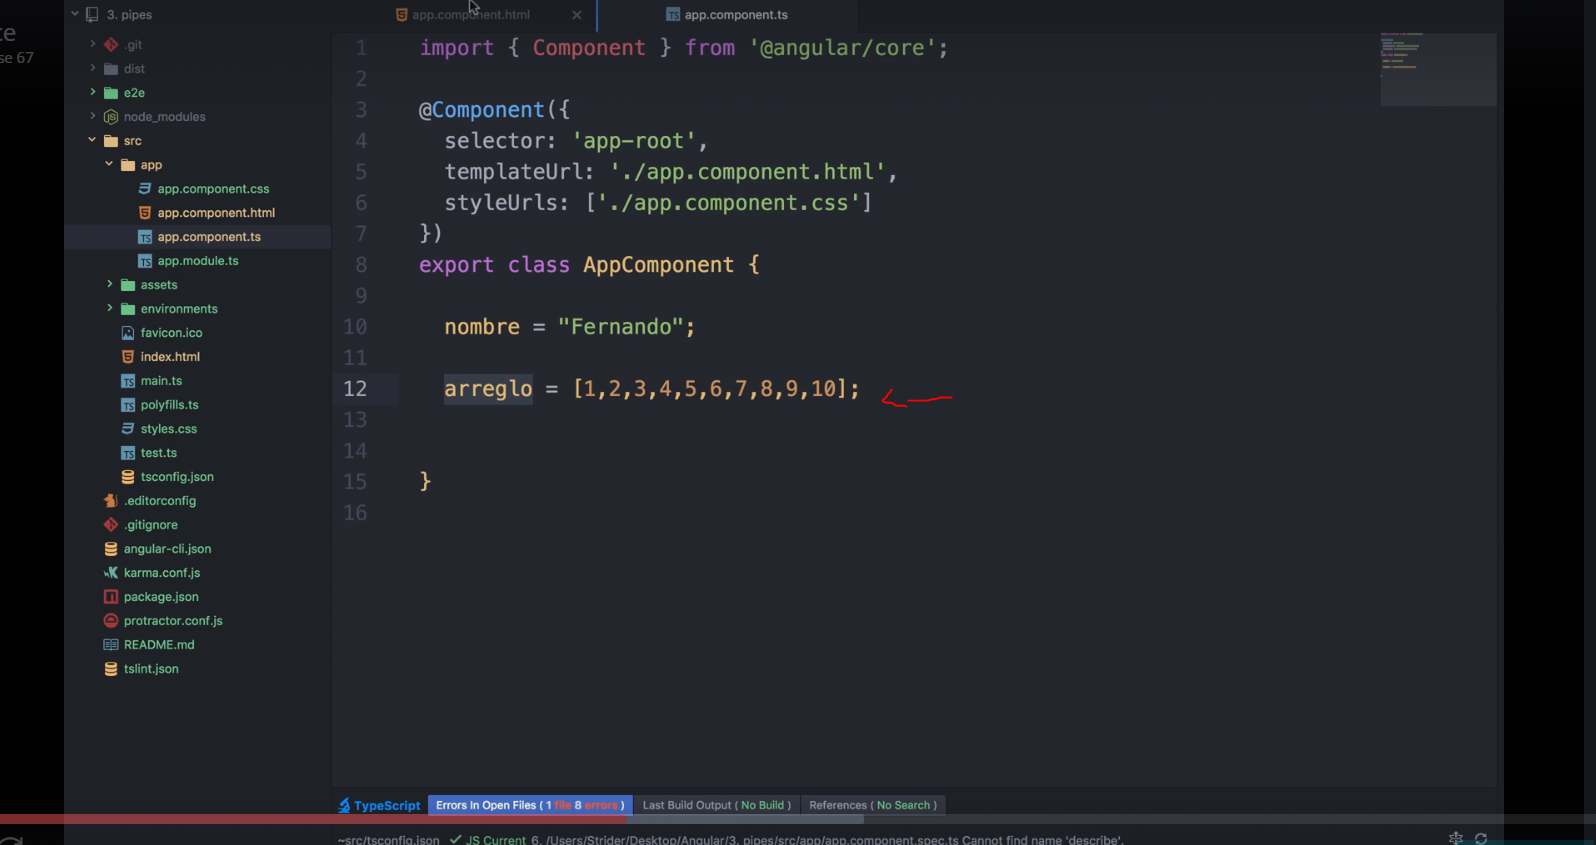 te
se 67
3. pipes
.git
dist
e2e
node_modules
src
app
app.component.css
app.component.html
app.component.ts
app.module.ts
assets
environments
favicon.ico
index.html
main.ts
polyfills.ts
styles.css
test.ts
tsconfig.json
.editorconfig
.gitignore
angular-cli.json
karma.conf.js
package.json
protractor.conf.js
README.md
tslint.json
app.component.html
app.component.ts
1 import { Component } from '@angular/core';
2
3 @Component({
4 selector: 'app-root',
5 templateUrl: './app.component.html',
6 styleUrls: ['./app.component.css']
7 })
8 export class AppComponent {
9
10 nombre = "Fernando";
11
12 arreglo = [1,2,3,4,5,6,7,8,9,10];
13
14
15 }
16
TypeScript Errors In Open Files ( 1 file 8 errors ) Last Build Output ( No Build ) References ( No Search )
~src/tsconfig.json JS Current 6. /Users/Strider/Desktop/Angular/3. pipes/src/app/app.component.spec.ts Cannot find name 'describe'.